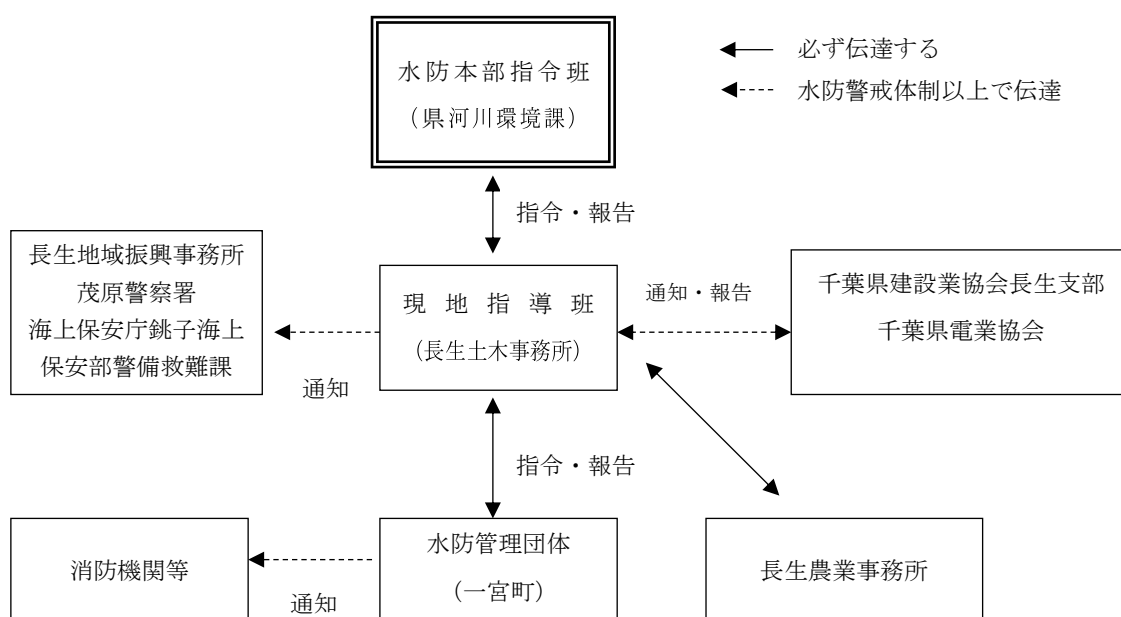 水防本部指令班
（県河川環境課）
必ず伝達する
水防警戒体制以上で伝達
指令・報告
長生地域振興事務所
茂原警察署
海上保安庁銚子海上
保安部警備救難課
通知
現地指導班
（長生土木事務所）
通知・報告
千葉県建設業協会長生支部
千葉県電業協会
指令・報告
消防機関等
通知
水防管理団体
（一宮町）
長生農業事務所